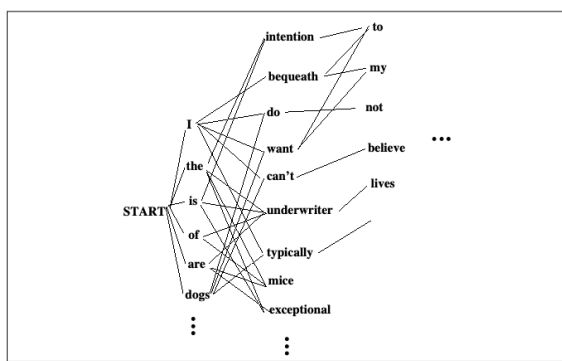 START
I
the
is
of
are
dogs
intention
bequeath
do
want
can't
underwriter
typically
mice
exceptional
to
my
not
believe
lives
...